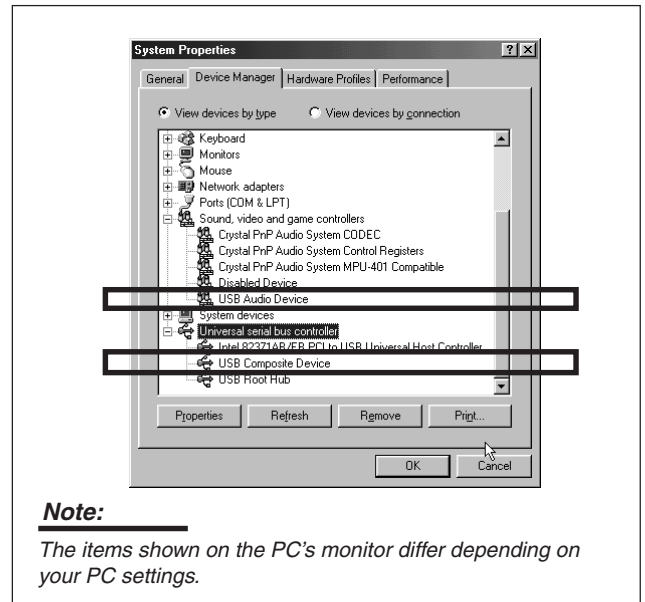 System Properties
General Device Manager Hardware Profiles Performance
View devices by type View devices by connection
Keyboard
Monitors
Mouse
Network adapters
Ports (COM & LPT)
Sound, video and game controllers
Crystal PnP Audio System CODEC
Crystal PnP Audio System Control Registers
Crystal PnP Audio System MPU-401 Compatible
Disabled Device
USB Audio Device
System devices
Universal serial bus controller
Intel 82371AB/EB PCI to USB Universal Host Controller
USB Composite Device
USB Root Hub
Properties Refresh Remove Print...
OK Cancel
Note:
The items shown on the PC's monitor differ depending on
your PC settings.